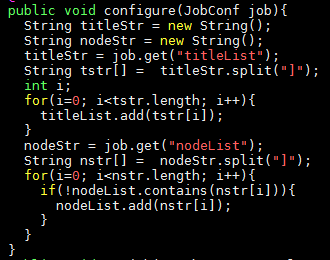 public void configure(JobConf job){
  String titleStr = new String();
  String nodeStr = new String();
  titleStr = job.get("titleList");
  String tstr[] =  titleStr.split("]");
  int i;
  for(i=0; i<tstr.length; i++){
    titleList.add(tstr[i]);
  }
  nodeStr = job.get("nodeList");
  String nstr[] =  nodeStr.split("]");
  for(i=0; i<nstr.length; i++){
    if(!nodeList.contains(nstr[i])){
      nodeList.add(nstr[i]);
    }
  }
}